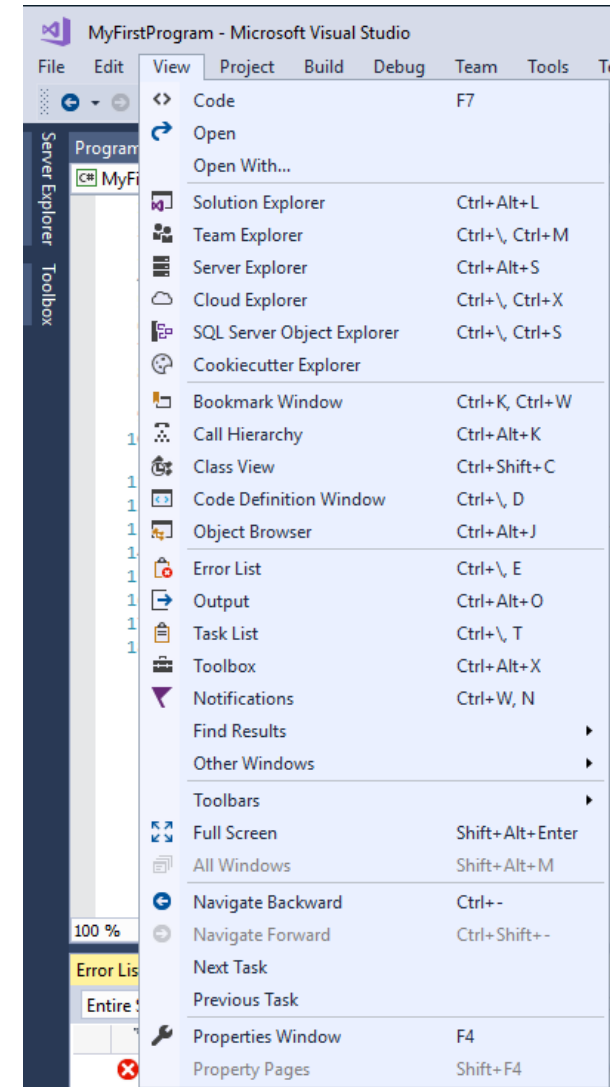 MyFirstProgram - Microsoft Visual Studio
File Edit View Project Build Debug Team Tools
Code F7
Open
Open With...
Server Explorer
Toolbox
Program
C# MyFi
Solution Explorer Ctrl+Alt+L
Team Explorer Ctrl+\, Ctrl+M
Server Explorer Ctrl+Alt+S
Cloud Explorer Ctrl+\, Ctrl+X
SQL Server Object Explorer Ctrl+\, Ctrl+S
Cookiecutter Explorer
Bookmark Window Ctrl+K, Ctrl+W
Call Hierarchy Ctrl+Alt+K
Class View Ctrl+Shift+C
Code Definition Window Ctrl+\, D
Object Browser Ctrl+Alt+J
Error List Ctrl+\, E
Output Ctrl+Alt+O
Task List Ctrl+\, T
Toolbox Ctrl+Alt+X
Notifications Ctrl+W, N
Find Results
Other Windows
Toolbars
Full Screen Shift+Alt+Enter
All Windows Shift+Alt+M
Navigate Backward Ctrl+-
100 %
Navigate Forward Ctrl+Shift+-
Error Lis
Next Task
Entire
Previous Task
Properties Window F4
Property Pages Shift+F4